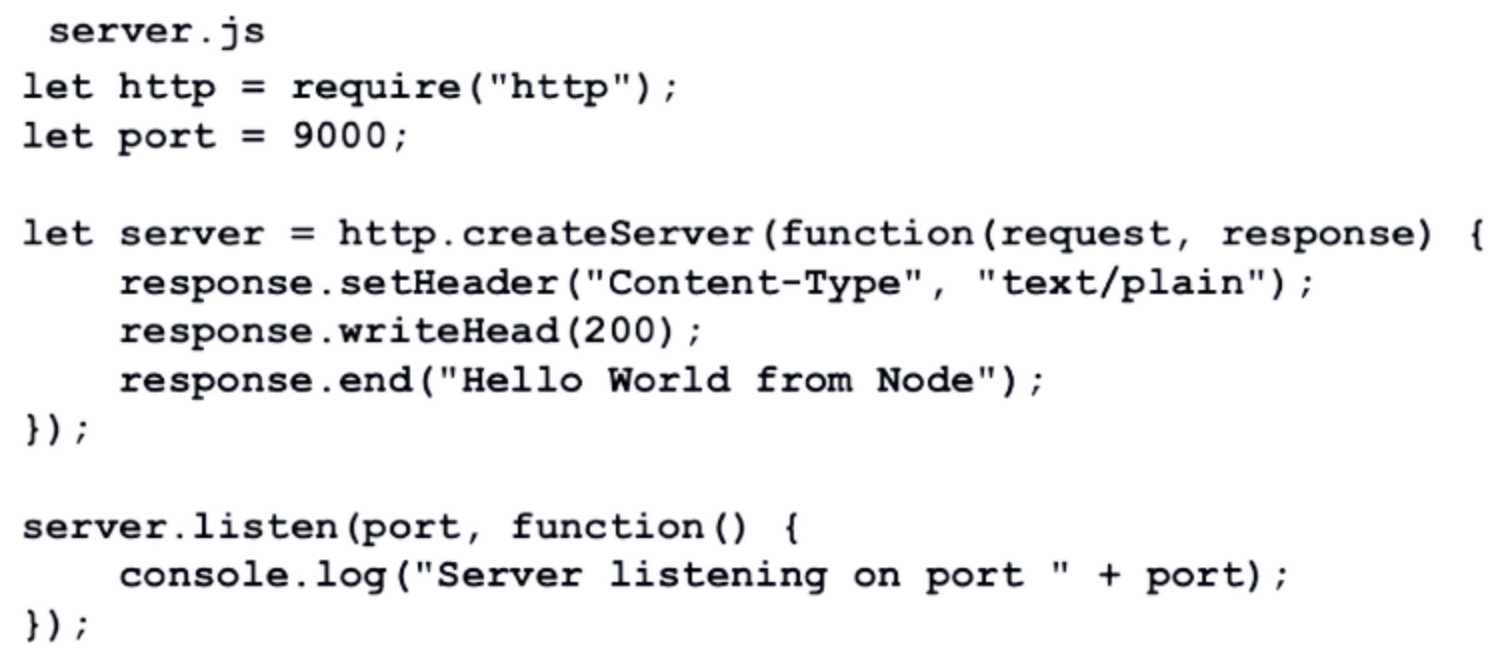 server.js
let http = require("http");
let port = 9000;

let server = http.createServer(function(request, response) {
    response.setHeader("Content-Type", "text/plain");
    response.writeHead(200);
    response.end("Hello World from Node");
});

server.listen(port, function() {
    console.log("Server listening on port " + port);
});